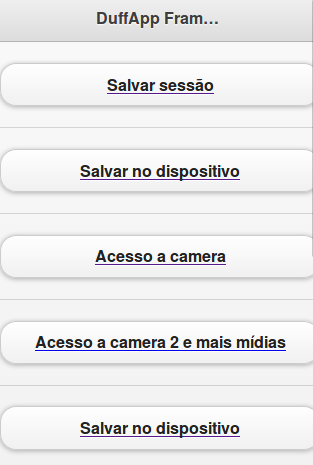 DuffApp Fram...
Salvar sessão
Salvar no dispositivo
Acesso a camera
Acesso a camera 2 e mais mídias
Salvar no dispositivo